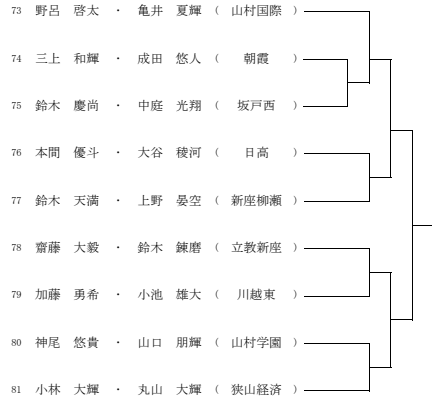 73 野呂 啓太 ・ 亀井 夏輝 ( 山村国際 )
74 三上 和輝 ・ 成田 悠人 ( 朝霞 )
75 鈴木 慶尚 ・ 中庭 光翔 ( 坂戸西 )
76 本間 優斗 ・ 大谷 稜河 ( 日高 )
77 鈴木 天満 ・ 上野 晏空 ( 新座柳瀬 )
78 齋藤 大毅 ・ 鈴木 錬磨 ( 立教新座 )
79 加藤 勇希 ・ 小池 雄大 ( 川越東 )
80 神尾 悠貴 ・ 山口 朋輝 ( 山村学園 )
81 小林 大輝 ・ 丸山 大輝 ( 狭山経済 )